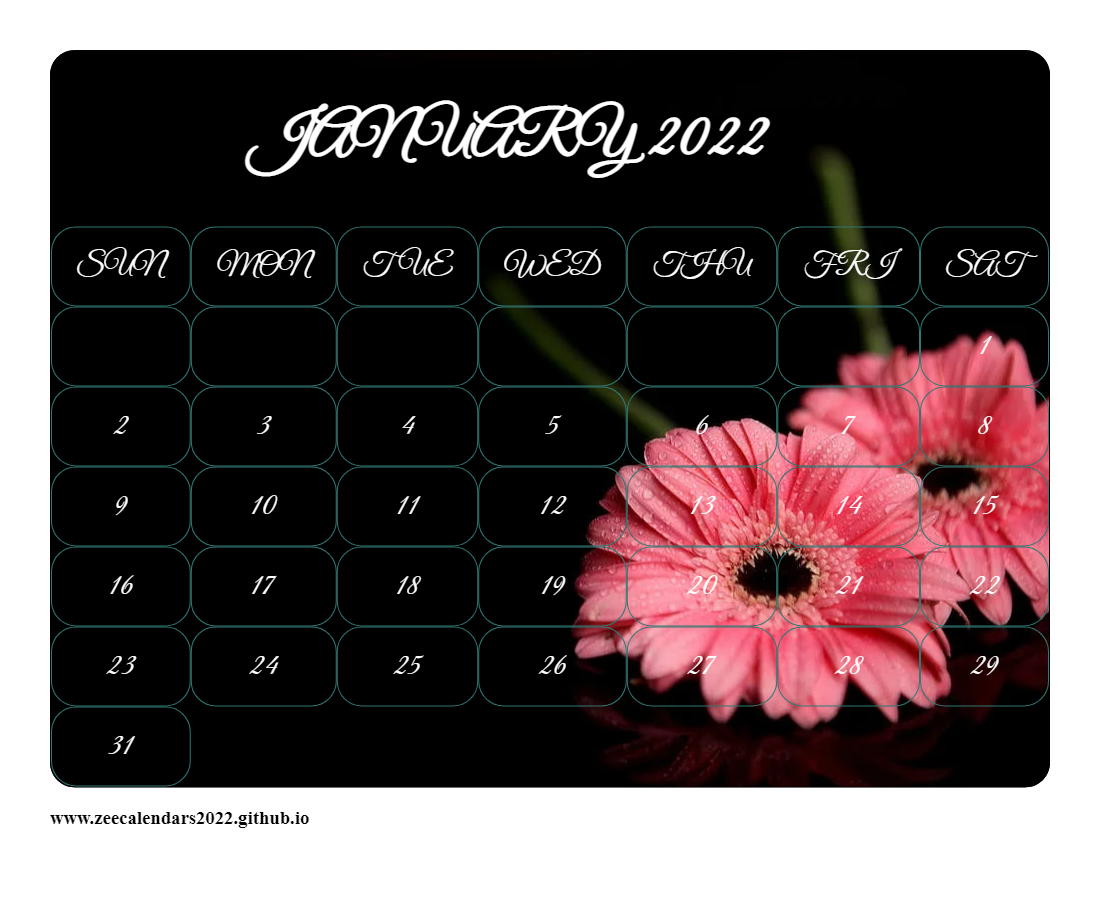 JANUARY 2022
SUN MON TUE WED THU FRI SAT
1
2 3 4 5 6 7 8
9 10 11 12 13 14 15
16 17 18 19 20 21 22
23 24 25 26 27 28 29
31
www.zeecalendars2022.github.io